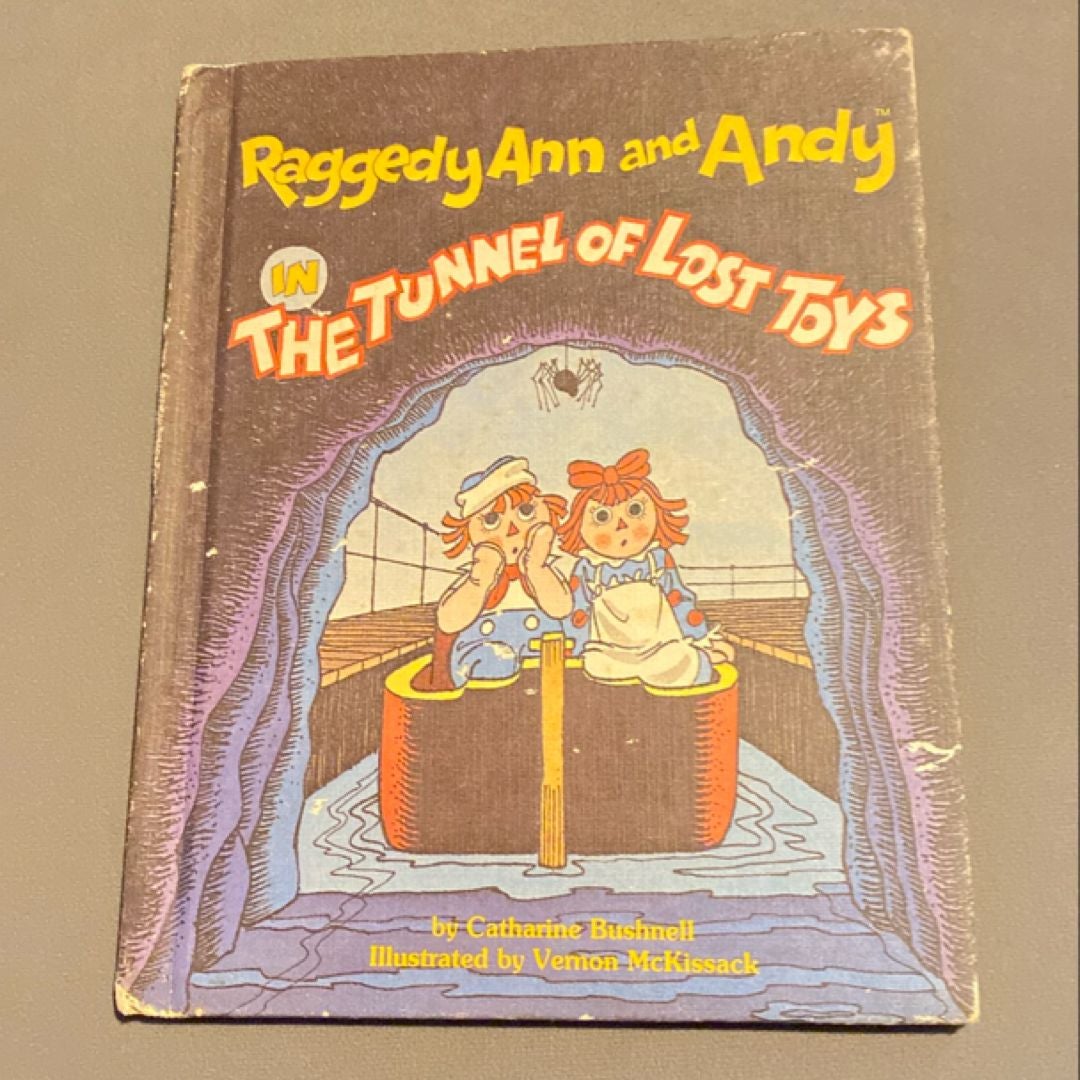 Raggedy Ann and Andy™
IN
THE TUNNEL OF LOST TOYS
by Catharine Bushnell
Illustrated by Vernon McKissack